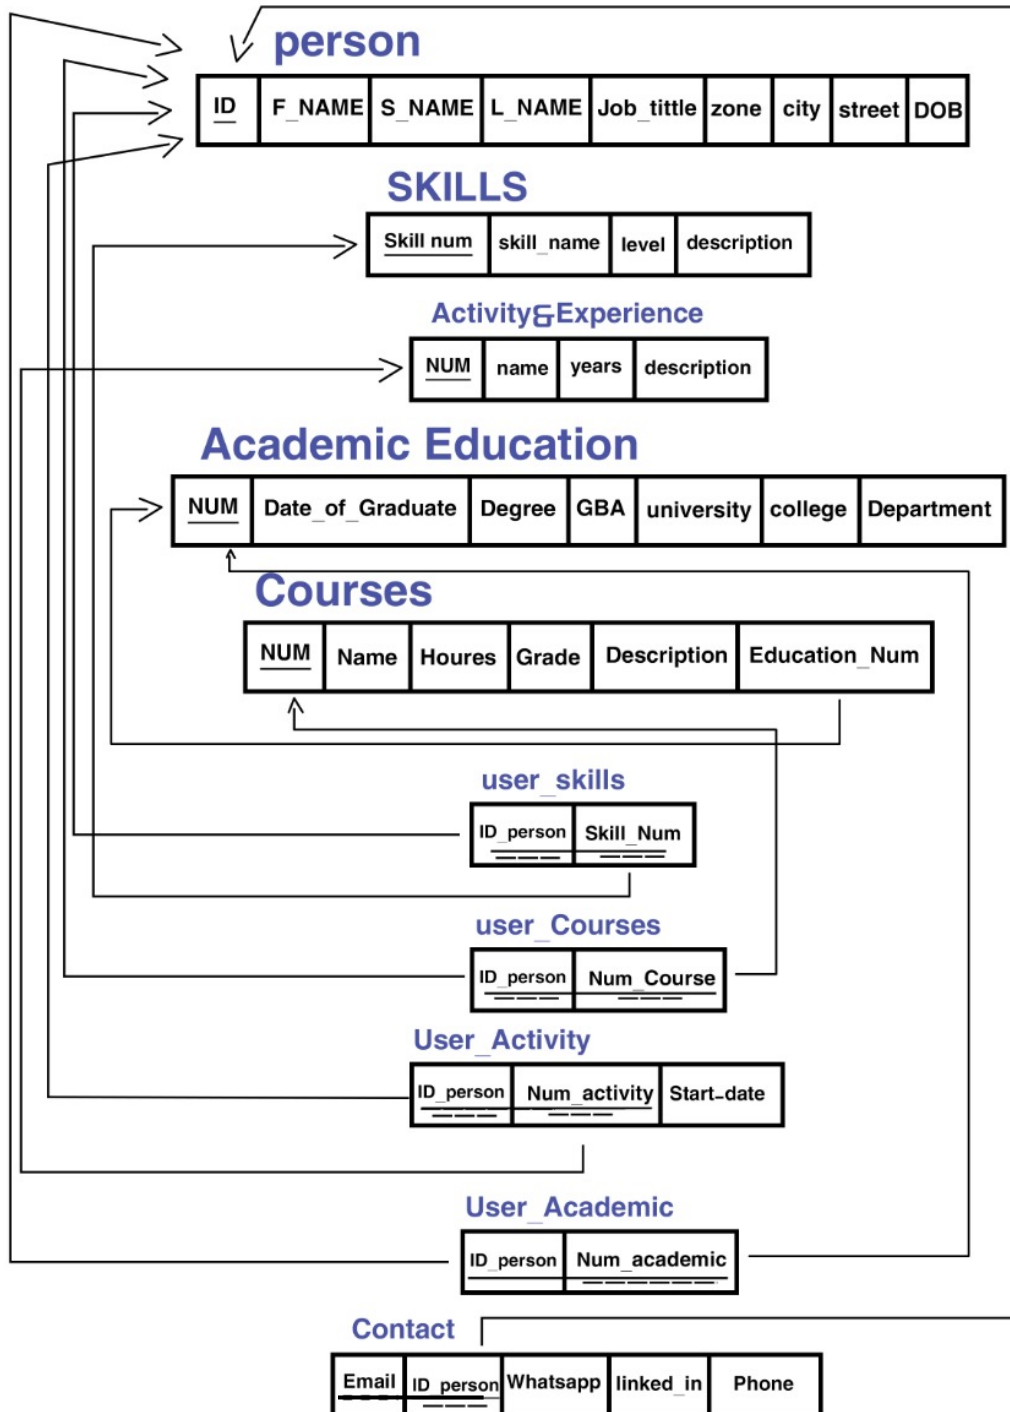 person
ID F_NAME S_NAME L_NAME Job_tittle zone city street DOB
SKILLS
Skill num skill_name level description
Activity&Experience
NUM name years description
Academic Education
NUM Date_of_Graduate Degree GBA university college Department
Courses
NUM Name Houres Grade Description Education_Num
user_skills
ID_person Skill_Num
user_Courses
ID_person Num_Course
User_Activity
ID_person Num_activity Start-date
User_Academic
ID_person Num_academic
Contact
Email ID_person Whatsapp linked_in Phone